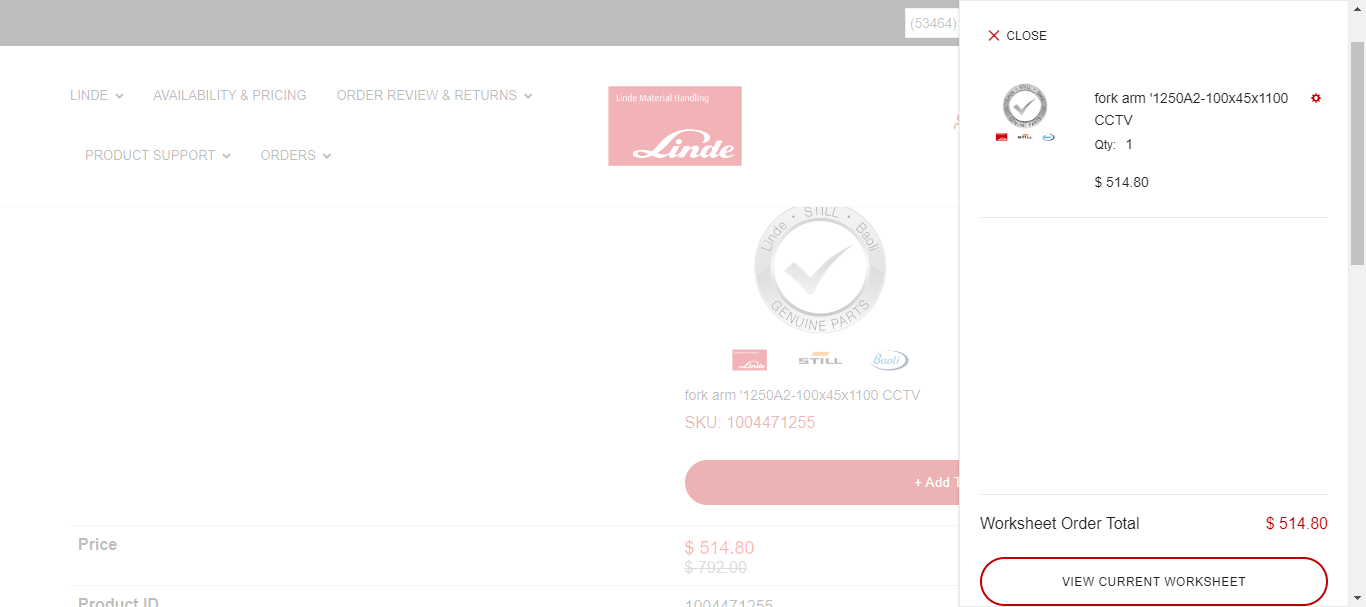 (53464)
CLOSE
LINDE
AVAILABILITY & PRICING
ORDER REVIEW & RETURNS
Linde Material Handling
Linde
PRODUCT SUPPORT
ORDERS
Linde • STILL • Baoli
GENUINE PARTS
Linde
STILL
Baoli
fork arm '1250A2-100x45x1100 CCTV
SKU: 1004471255
+ Add T
Price
$ 514.80
$ 792.00
Product ID
1004471255
fork arm '1250A2-100x45x1100
CCTV
Qty: 1
$ 514.80
Worksheet Order Total
$ 514.80
VIEW CURRENT WORKSHEET